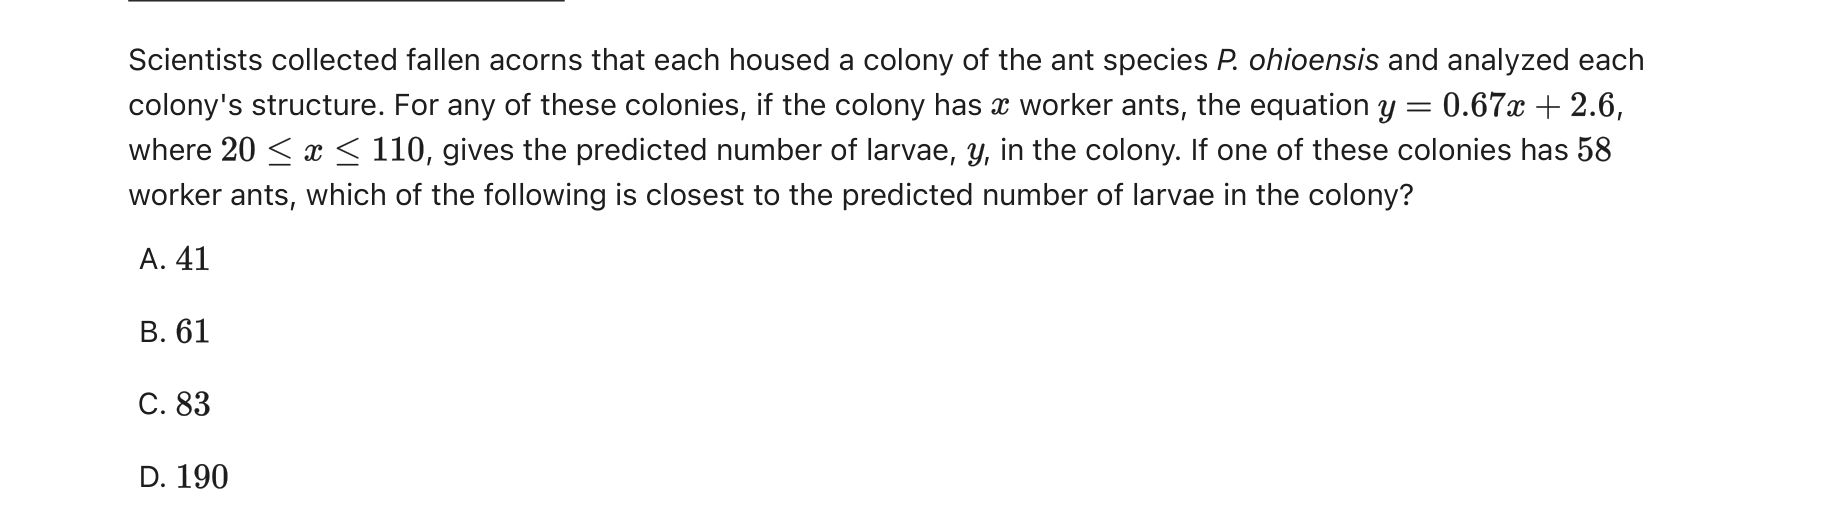 Scientists collected fallen acorns that each housed a colony of the ant species P. ohioensis and analyzed each
colony's structure. For any of these colonies, if the colony has x worker ants, the equation y = 0.67x + 2.6,
where 20 ≤ x ≤ 110, gives the predicted number of larvae, y, in the colony. If one of these colonies has 58
worker ants, which of the following is closest to the predicted number of larvae in the colony?
A. 41
B. 61
C. 83
D. 190